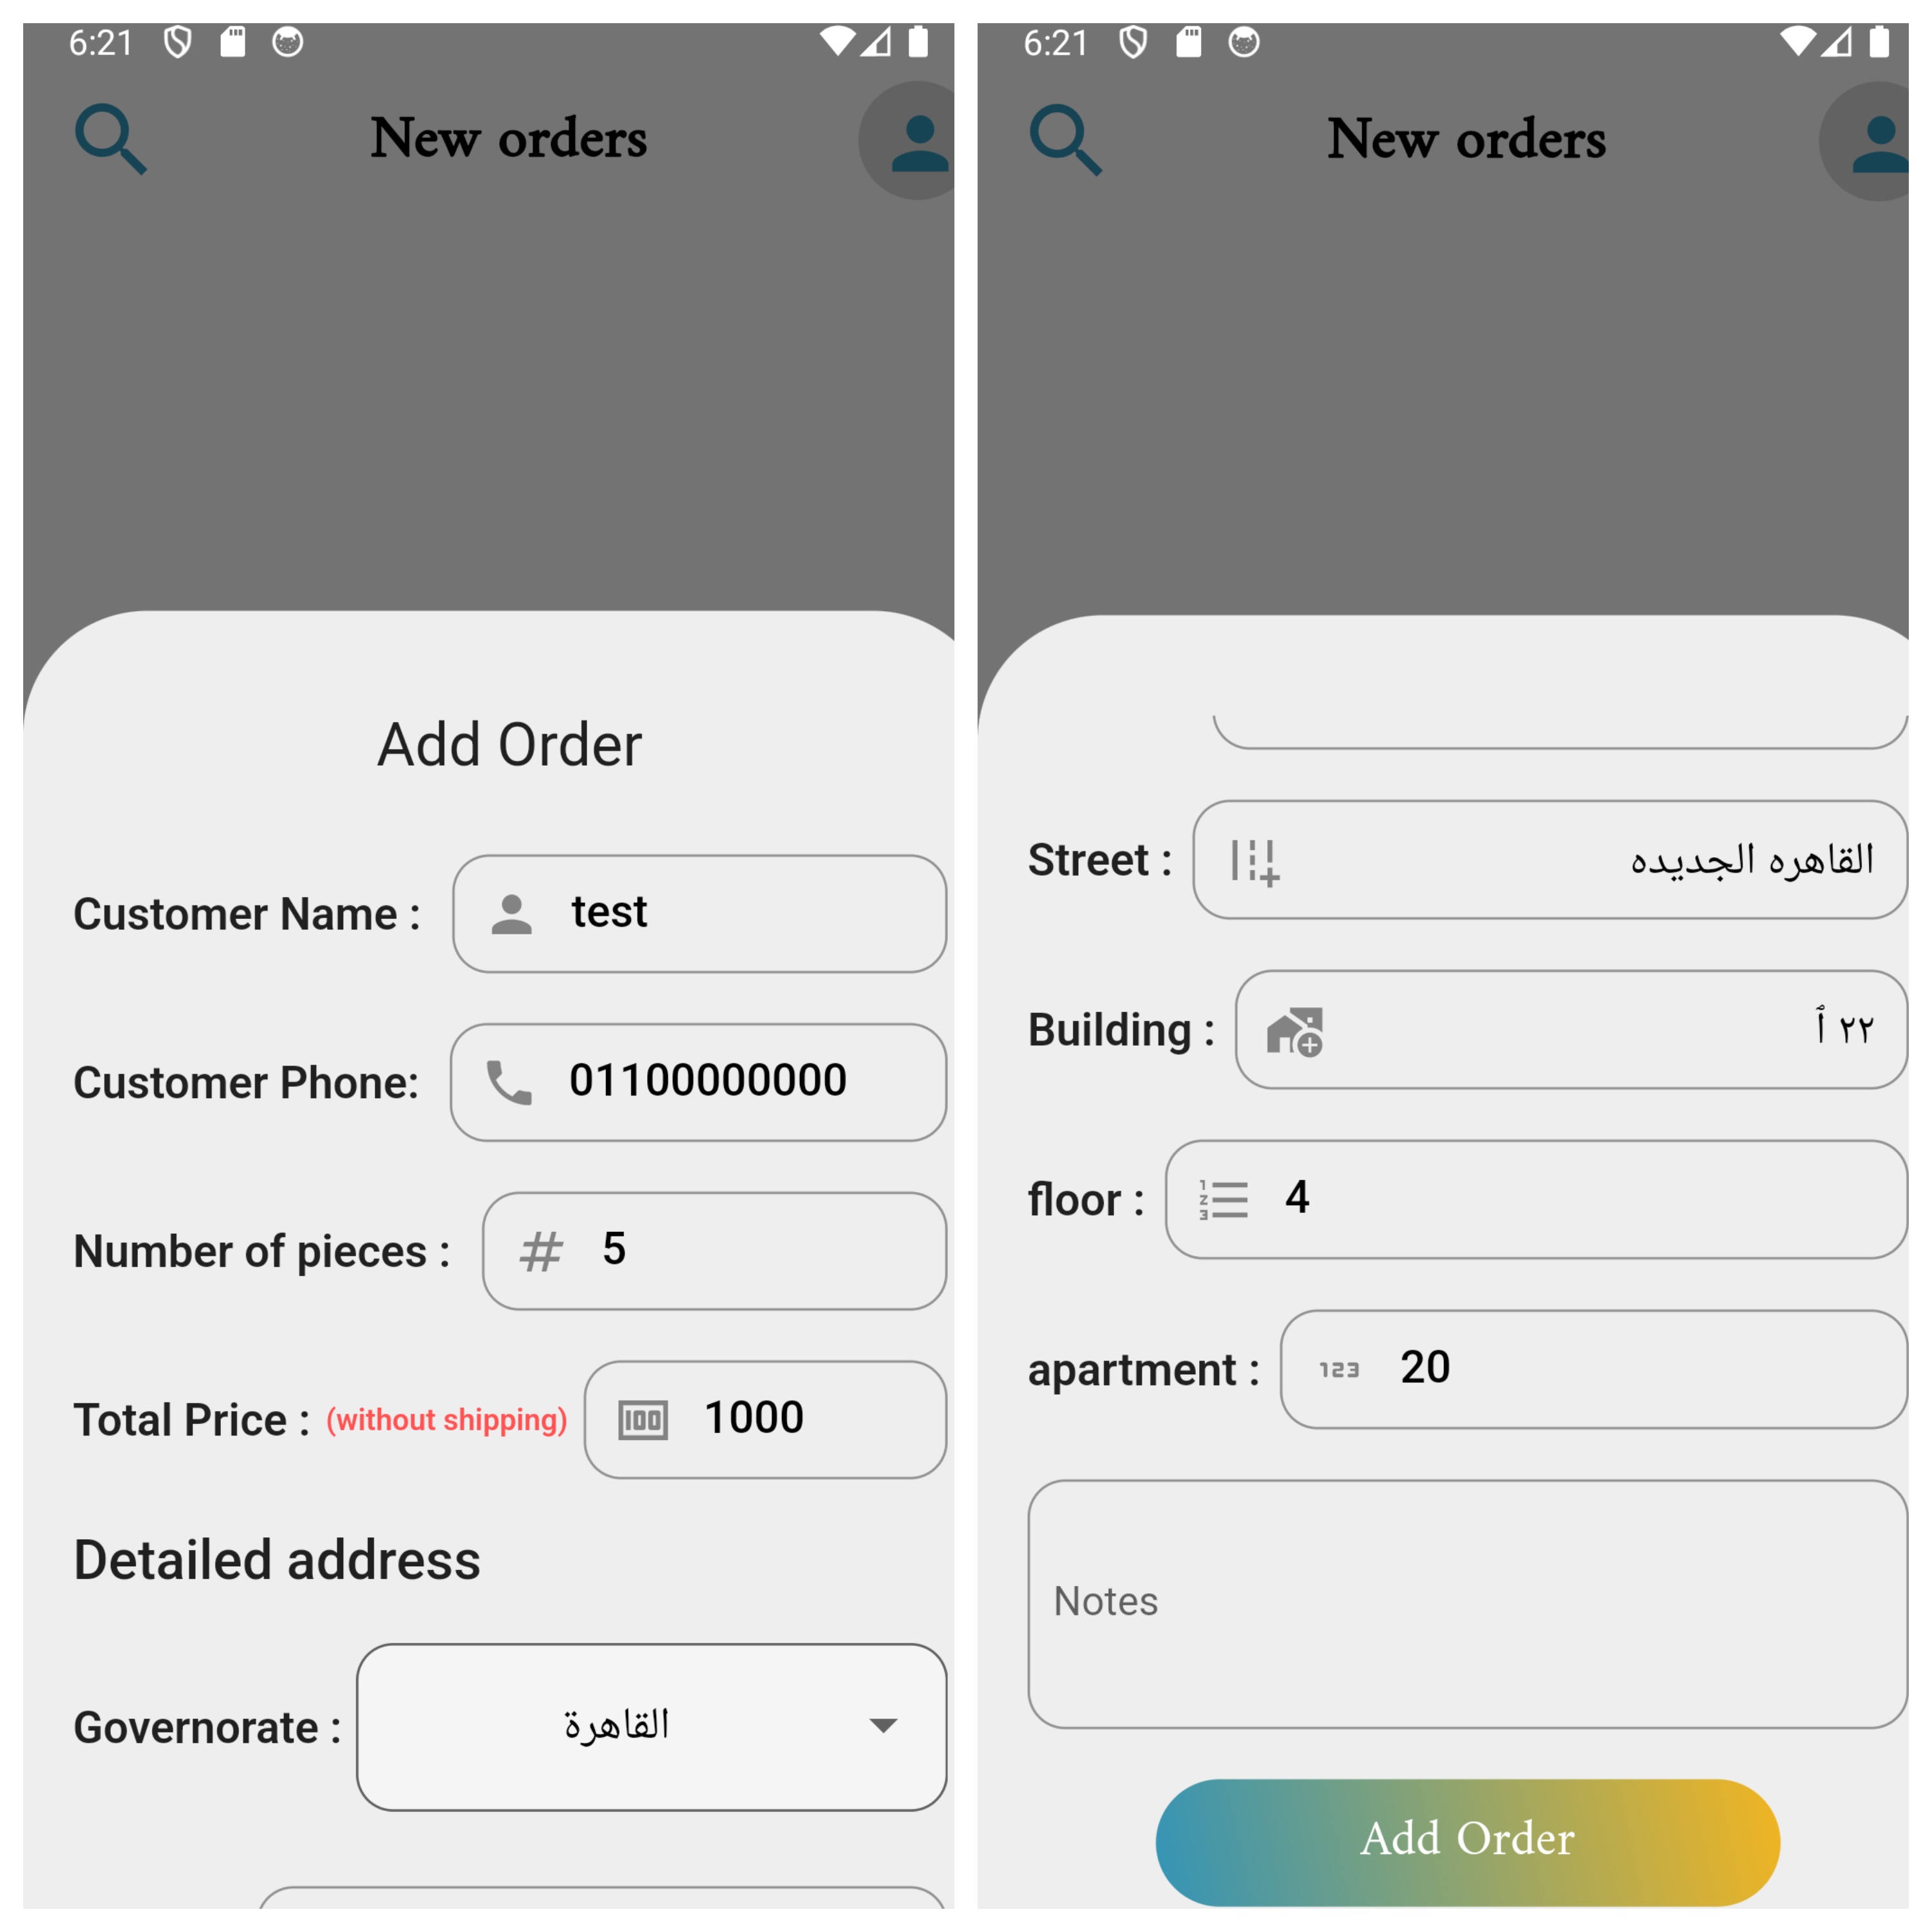 6:21
New orders
Add Order
Customer Name : test
Customer Phone: 01100000000
Number of pieces : # 5
Total Price : (without shipping) 100 1000
Detailed address
Governorate : القاهرة
6:21
New orders
Street : القاهره الجديده
Building : ٢٢ أ
floor : 4
apartment : 123 20
Notes
Add Order